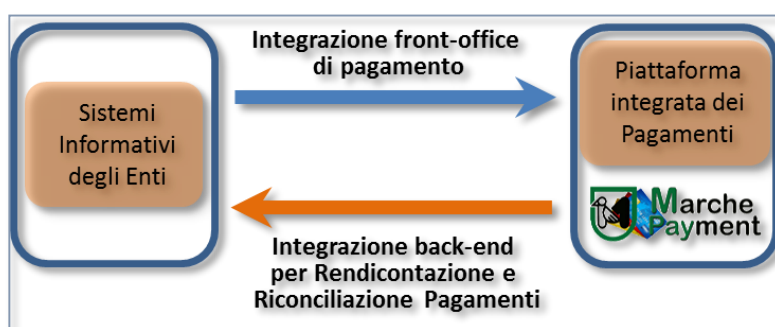 Sistemi
Informativi
degli Enti
Integrazione front-office
di pagamento
Integrazione back-end
per Rendicontazione e
Riconciliazione Pagamenti
Piattaforma
integrata dei
Pagamenti
Marche
Payment